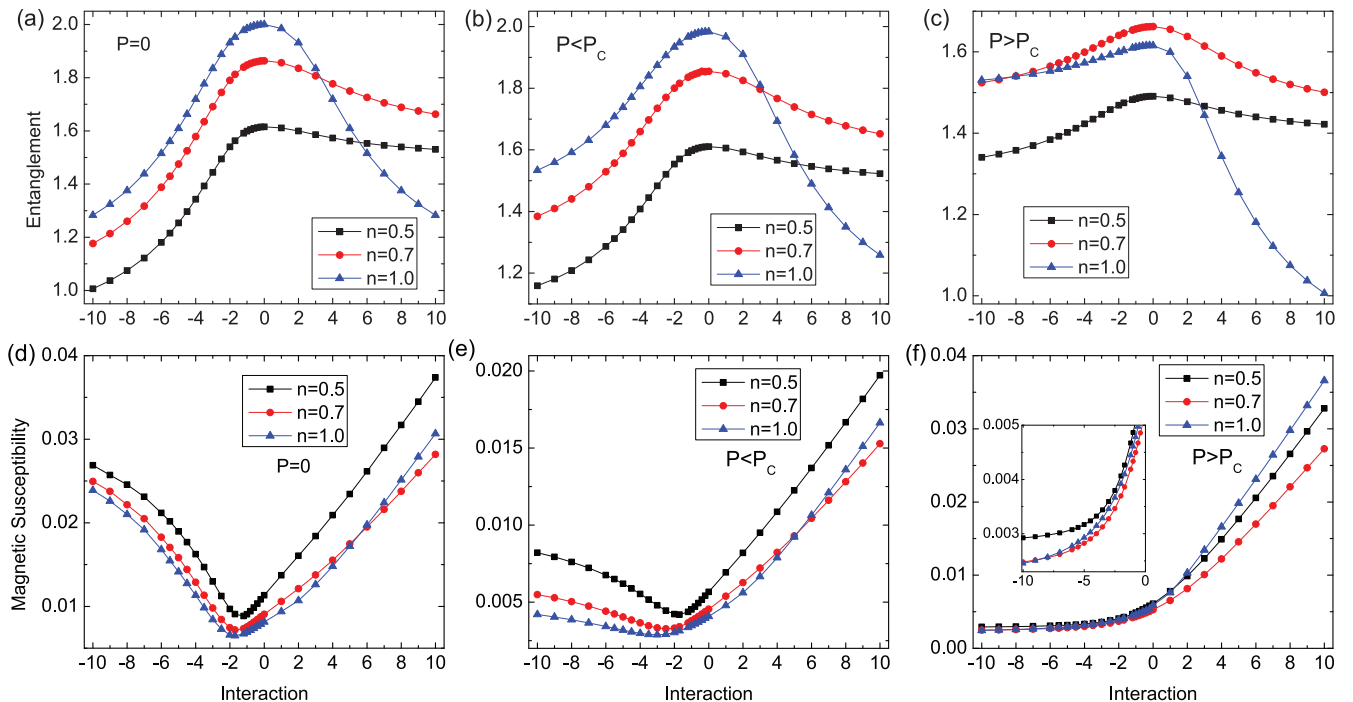 (a)
P=0
Entanglement
2.0
1.8
1.6
1.4
1.2
1.0
n=0.5
n=0.7
n=1.0
-10 -8 -6 -4 -2 0 2 4 6 8 10
(b)
P<PC
2.0
1.8
1.6
1.4
1.2
n=0.5
n=0.7
n=1.0
-10 -8 -6 -4 -2 0 2 4 6 8 10
(c)
P>PC
1.6
1.4
1.2
1.0
n=0.5
n=0.7
n=1.0
-10 -8 -6 -4 -2 0 2 4 6 8 10
(d)
Magnetic Susceptibility
0.04
0.03
0.02
0.01
n=0.5
n=0.7
n=1.0
P=0
-10 -8 -6 -4 -2 0 2 4 6 8 10
Interaction
(e)
0.020
0.015
0.010
0.005
n=0.5
n=0.7
n=1.0
P<PC
-10 -8 -6 -4 -2 0 2 4 6 8 10
Interaction
(f)
0.04
0.03
0.02
0.01
0.00
n=0.5
n=0.7
n=1.0
P>PC
0.005
0.004
0.003
-10 -5 0
-10 -8 -6 -4 -2 0 2 4 6 8 10
Interaction